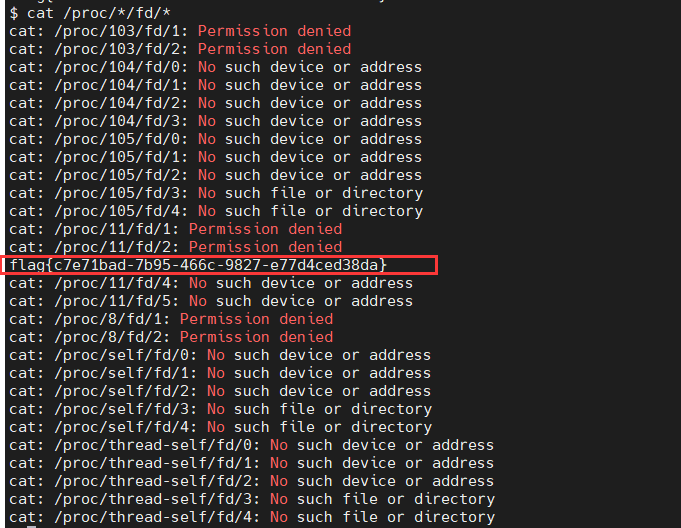 $ cat /proc/*/fd/*
cat: /proc/103/fd/1: Permission denied
cat: /proc/103/fd/2: Permission denied
cat: /proc/104/fd/0: No such device or address
cat: /proc/104/fd/1: No such device or address
cat: /proc/104/fd/2: No such device or address
cat: /proc/104/fd/3: No such device or address
cat: /proc/105/fd/0: No such device or address
cat: /proc/105/fd/1: No such device or address
cat: /proc/105/fd/2: No such device or address
cat: /proc/105/fd/3: No such file or directory
cat: /proc/105/fd/4: No such file or directory
cat: /proc/11/fd/1: Permission denied
cat: /proc/11/fd/2: Permission denied
flag{c7e71bad-7b95-466c-9827-e77d4ced38da}
cat: /proc/11/fd/4: No such device or address
cat: /proc/11/fd/5: No such device or address
cat: /proc/8/fd/1: Permission denied
cat: /proc/8/fd/2: Permission denied
cat: /proc/self/fd/0: No such device or address
cat: /proc/self/fd/1: No such device or address
cat: /proc/self/fd/2: No such device or address
cat: /proc/self/fd/3: No such file or directory
cat: /proc/self/fd/4: No such file or directory
cat: /proc/thread-self/fd/0: No such device or address
cat: /proc/thread-self/fd/1: No such device or address
cat: /proc/thread-self/fd/2: No such device or address
cat: /proc/thread-self/fd/3: No such file or directory
cat: /proc/thread-self/fd/4: No such file or directory